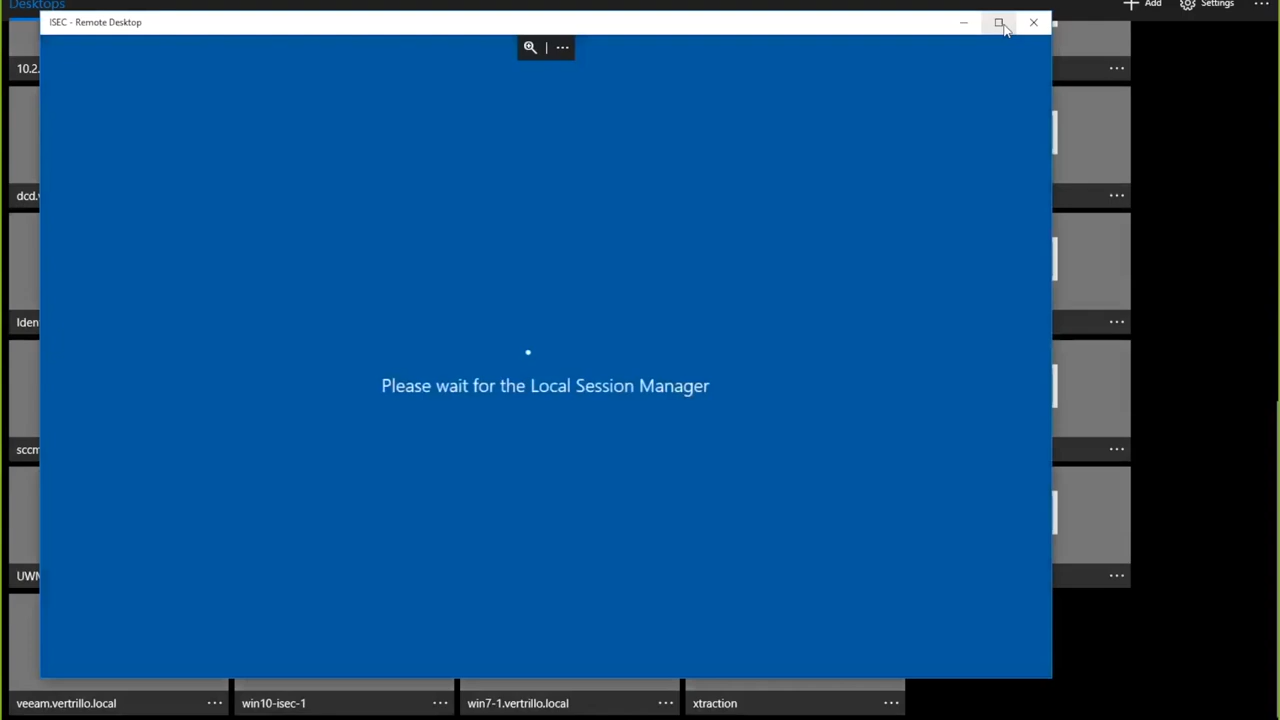 Desktops
Add
Settings
ISEC - Remote Desktop
10.2.
dcd.
Iden
Please wait for the Local Session Manager
sccm
UWM
veeam.vertrillo.local
win10-isec-1
win7-1.vertrillo.local
xtraction